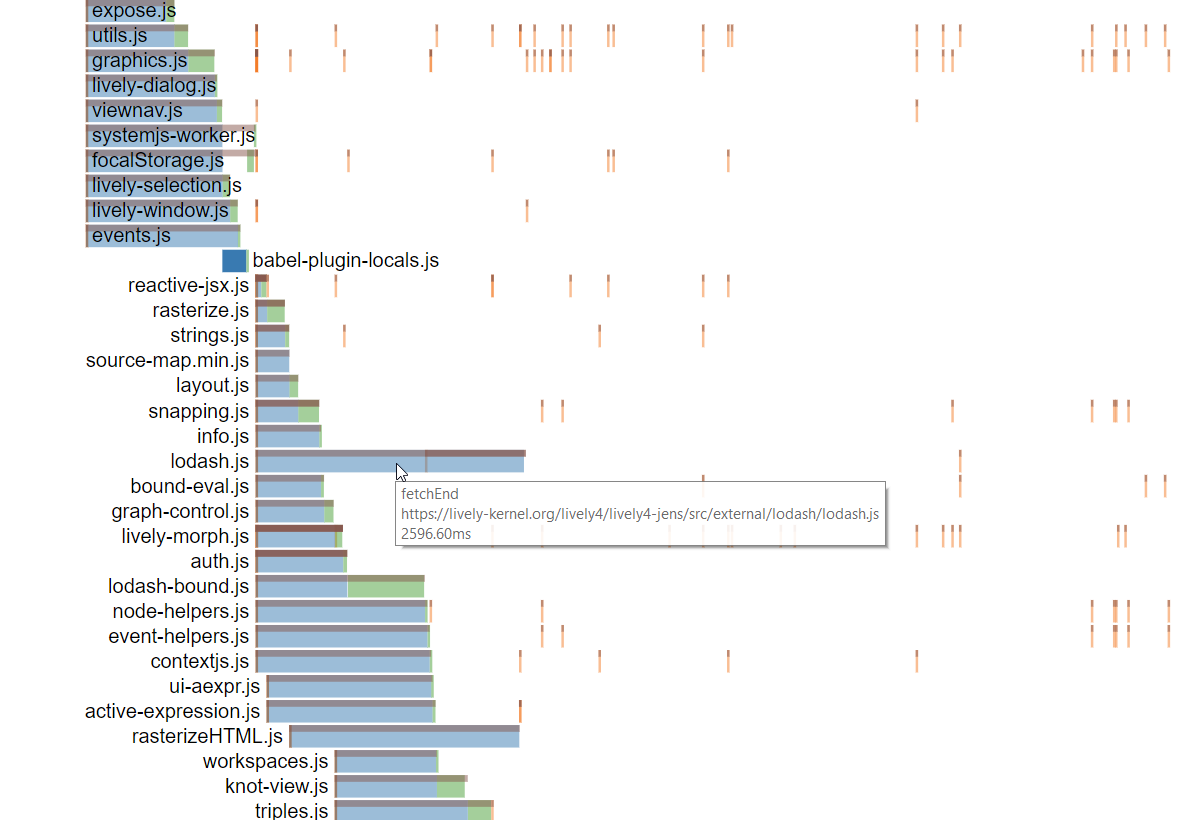 expose.js
utils.js
graphics.js
lively-dialog.js
viewnav.js
systemjs-worker.js
focalStorage.js
lively-selection.js
lively-window.js
events.js
babel-plugin-locals.js
reactive-jsx.js
rasterize.js
strings.js
source-map.min.js
layout.js
snapping.js
info.js
lodash.js
bound-eval.js
fetchEnd
https://lively-kernel.org/lively4/lively4-jens/src/external/lodash/lodash.js
2596.60ms
graph-control.js
lively-morph.js
auth.js
lodash-bound.js
node-helpers.js
event-helpers.js
contextjs.js
ui-aexpr.js
active-expression.js
rasterizeHTML.js
workspaces.js
knot-view.js
triples.js